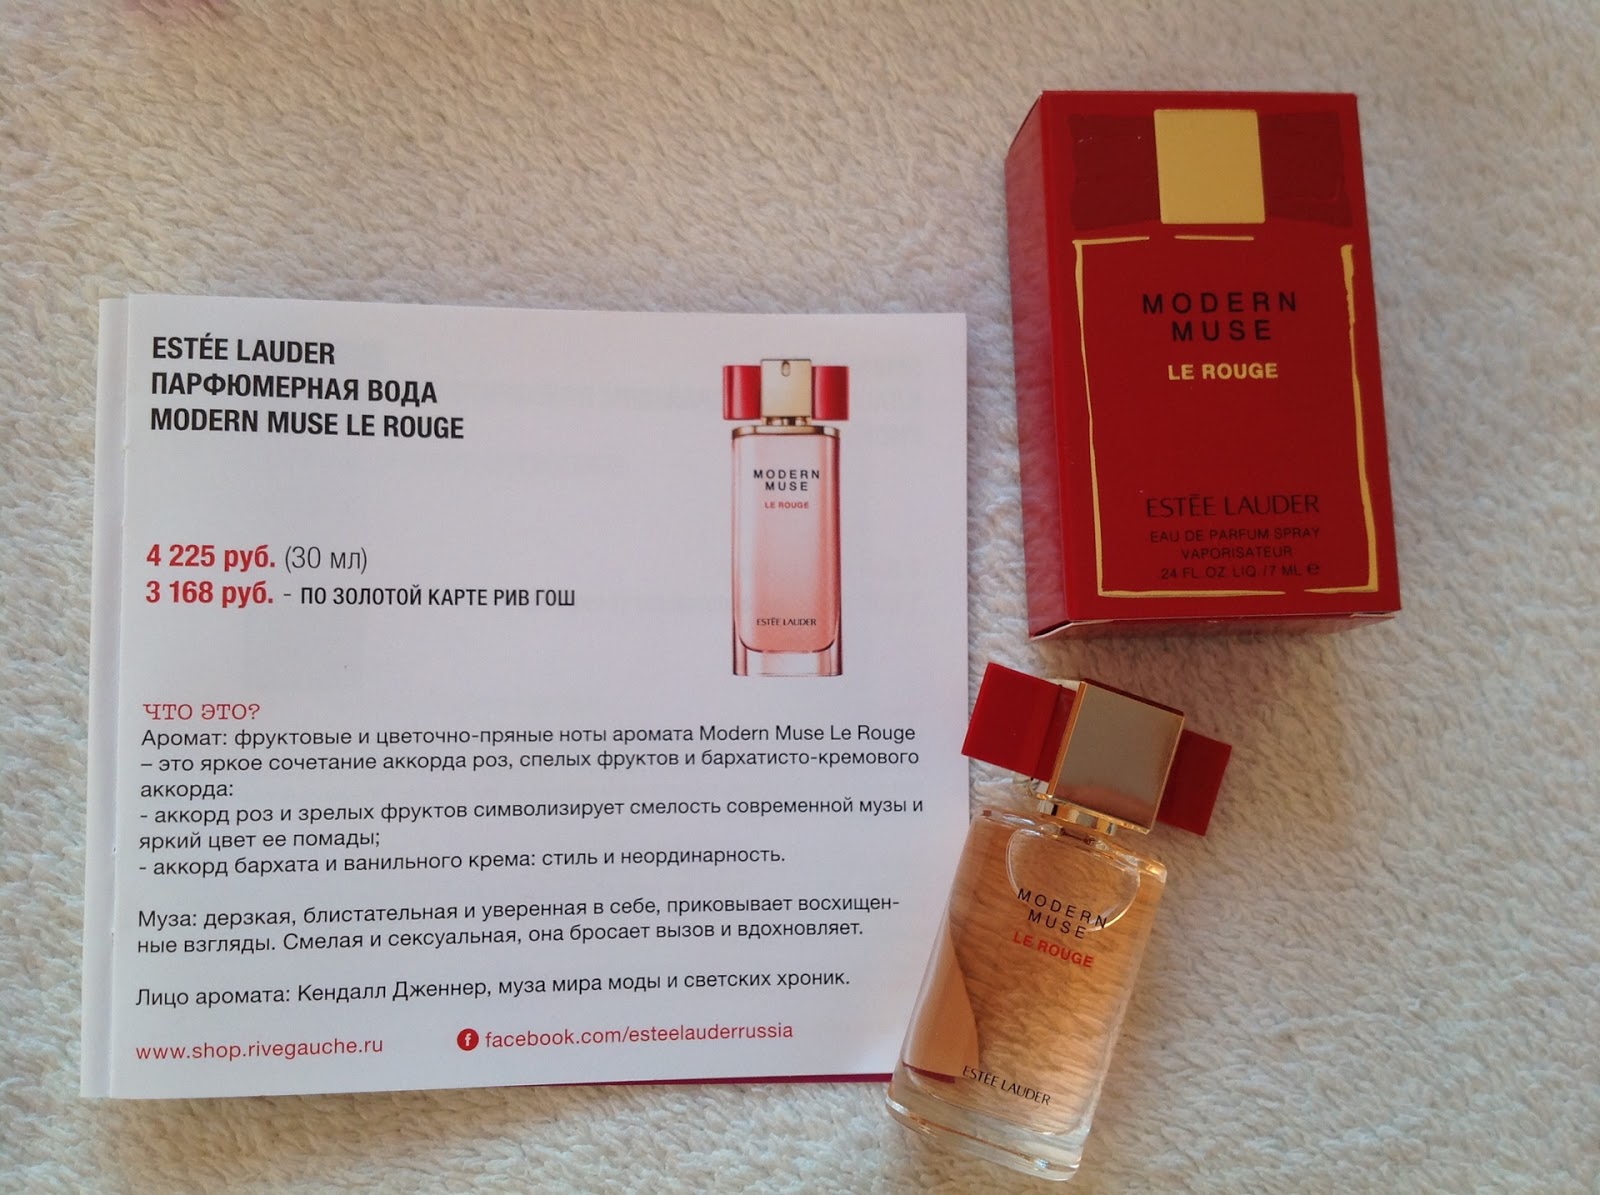 ESTÉE LAUDER
ПАРФЮМЕРНАЯ ВОДА
MODERN MUSE LE ROUGE
4 225 руб. (30 мл)
3 168 руб. - ПО ЗОЛОТОЙ КАРТЕ РИВ ГОШ
MODERN
MUSE
LE ROUGE
ESTĒE LAUDER
ЧТО ЭТО?
Аромат: фруктовые и цветочно-пряные ноты аромата Modern Muse Le Rouge
– это яркое сочетание аккорда роз, спелых фруктов и бархатисто-кремового
аккорда:
- аккорд роз и зрелых фруктов символизирует смелость современной музы и
яркий цвет ее помады;
- аккорд бархата и ванильного крема: стиль и неординарность.
Муза: дерзкая, блистательная и уверенная в себе, приковывает восхищен-
ные взгляды. Смелая и сексуальная, она бросает вызов и вдохновляет.
Лицо аромата: Кендалл Дженнер, муза мира моды и светских хроник.
www.shop.rivegauche.ru
f facebook.com/esteelauderrussia
MODERN
MUSE
LE ROUGE
ESTĒE LAUDER
EAU DE PARFUM SPRAY
VAPORISATEUR
.24 FL. OZ. LIQ. /7 ML ℮
MODERN
MUSE
LE ROUGE
ESTĒE LAUDER